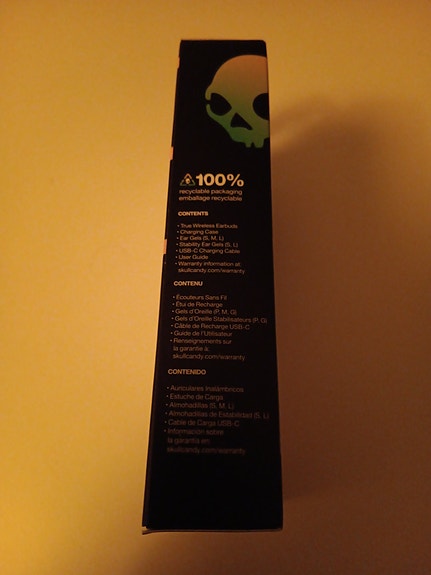 100%
recyclable packaging
emballage recyclable
CONTENTS
• True Wireless Earbuds
• Charging Case
• Ear Gels (S, M, L)
• Stability Ear Gels (S, L)
• USB-C Charging Cable
• User Guide
• Warranty information at:
skullcandy.com/warranty
CONTENU
• Écouteurs Sans Fil
• Étui de Recharge
• Gels d'Oreille (P, M, G)
• Gels d'Oreille Stabilisateurs (P, G)
• Câble de Recharge USB-C
• Guide de l'Utilisateur
• Renseignements sur
la garantie à:
skullcandy.com/warranty
CONTENIDO
• Auriculares Inalámbricos
• Estuche de Carga
• Almohadillas (S, M, L)
• Almohadillas de Estabilidad (S, L)
• Cable de Carga USB-C
• Información sobre
la garantía en:
skullcandy.com/warranty